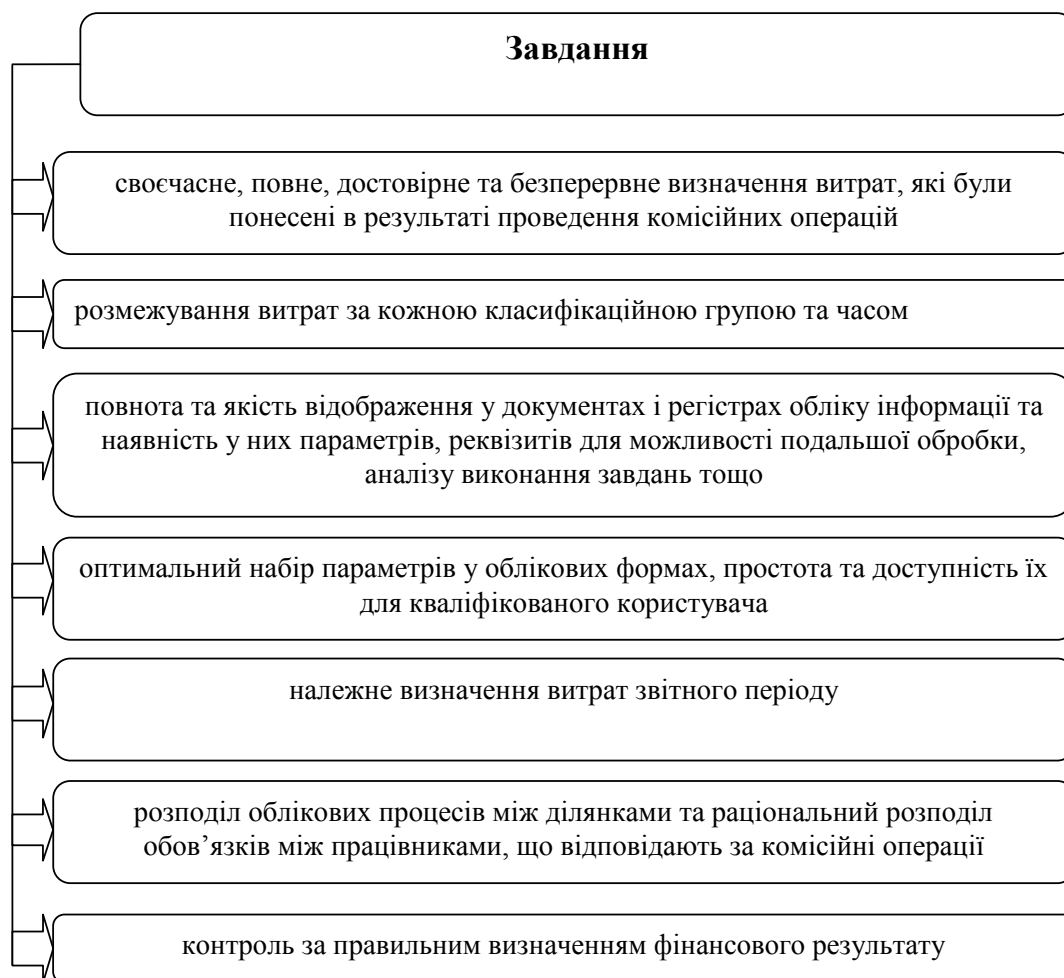 Завдання
своєчасне, повне, достовірне та безперервне визначення витрат, які були
понесені в результаті проведення комісійних операцій
розмежування витрат за кожною класифікаційною групою та часом
повнота та якість відображення у документах і регістрах обліку інформації та
наявність у них параметрів, реквізитів для можливості подальшої обробки,
аналізу виконання завдань тощо
оптимальний набір параметрів у облікових формах, простота та доступність їх
для кваліфікованого користувача
належне визначення витрат звітного періоду
розподіл облікових процесів між ділянками та раціональний розподіл
обов’язків між працівниками, що відповідають за комісійні операції
контроль за правильним визначенням фінансового результату